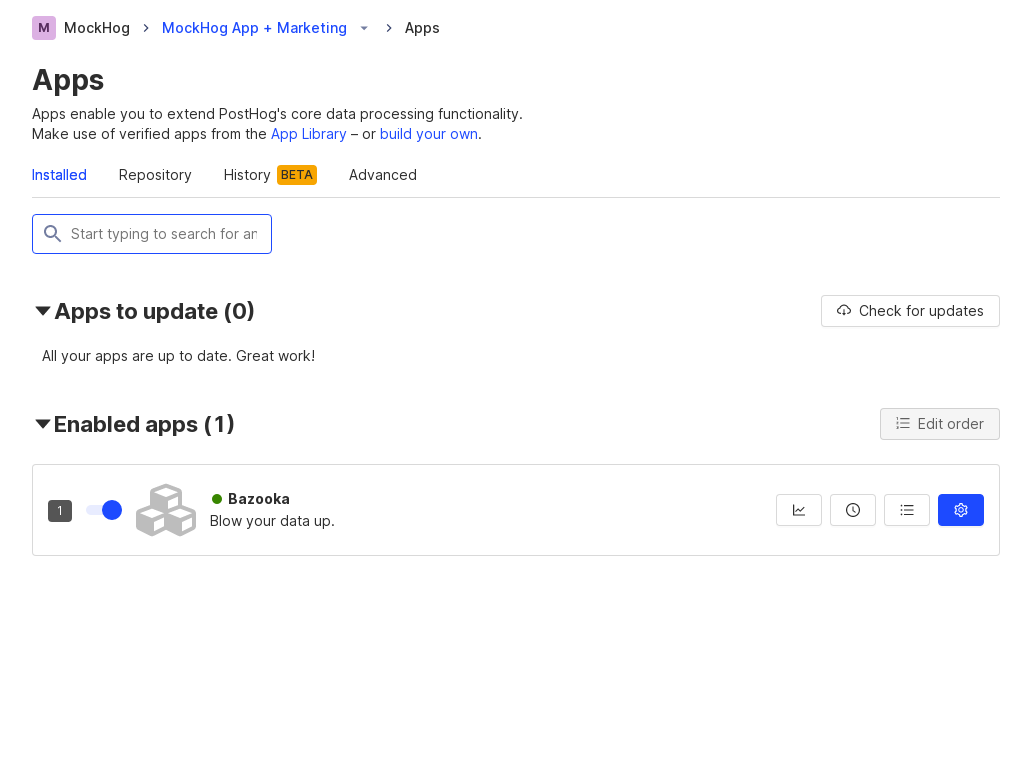 M MockHog MockHog App + Marketing Apps
Apps
Apps enable you to extend PostHog's core data processing functionality.
Make use of verified apps from the App Library – or build your own.
Installed Repository History BETA Advanced
Start typing to search for an
Apps to update (0) Check for updates
All your apps are up to date. Great work!
Enabled apps (1) Edit order
1 Bazooka
Blow your data up.